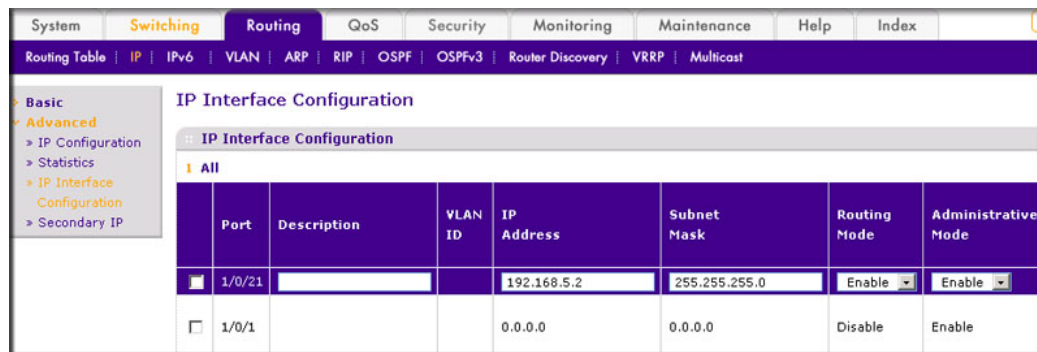 System Switching Routing QoS Security Monitoring Maintenance Help Index
Routing Table | IP | IPv6 | VLAN | ARP | RIP | OSPF | OSPFv3 | Router Discovery | VRRP | Multicast
Basic
Advanced
» IP Configuration
» Statistics
» IP Interface
Configuration
» Secondary IP
IP Interface Configuration
IP Interface Configuration
1 All
Port Description VLAN ID IP Address Subnet Mask Routing Mode Administrative Mode
1/0/21 192.168.5.2 255.255.255.0 Enable Enable
1/0/1 0.0.0.0 0.0.0.0 Disable Enable